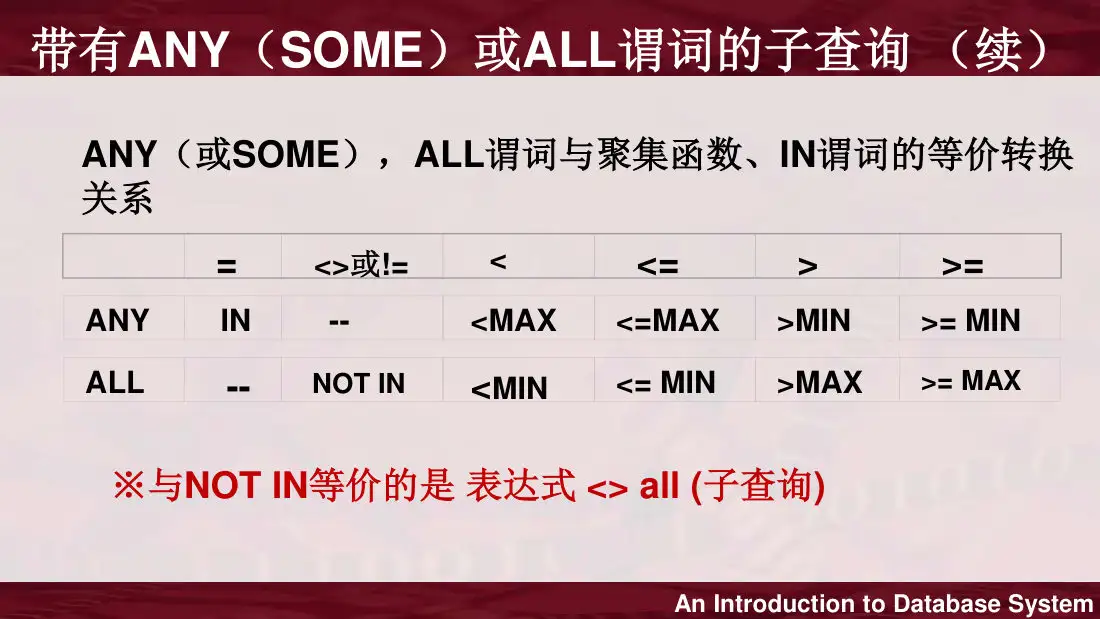 带有ANY（SOME）或ALL谓词的子查询 （续）
ANY（或SOME），ALL谓词与聚集函数、IN谓词的等价转换
关系
= <>或!= < <= > >=
ANY IN -- <MAX <=MAX >MIN >= MIN
ALL -- NOT IN <MIN <= MIN >MAX >= MAX
※与NOT IN等价的是 表达式 <> all (子查询)
An Introduction to Database System